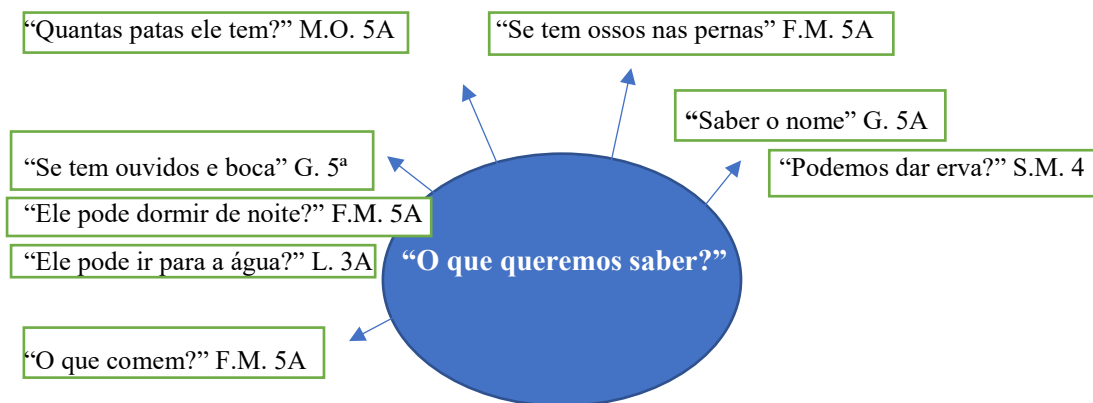 “Quantas patas ele tem?” M.O. 5A
“Se tem ossos nas pernas” F.M. 5A
“Saber o nome” G. 5A
“Se tem ouvidos e boca” G. 5ª
“Podemos dar erva?” S.M. 4
“Ele pode dormir de noite?” F.M. 5A
“Ele pode ir para a água?” L. 3A
“O que queremos saber?”
“O que comem?” F.M. 5A